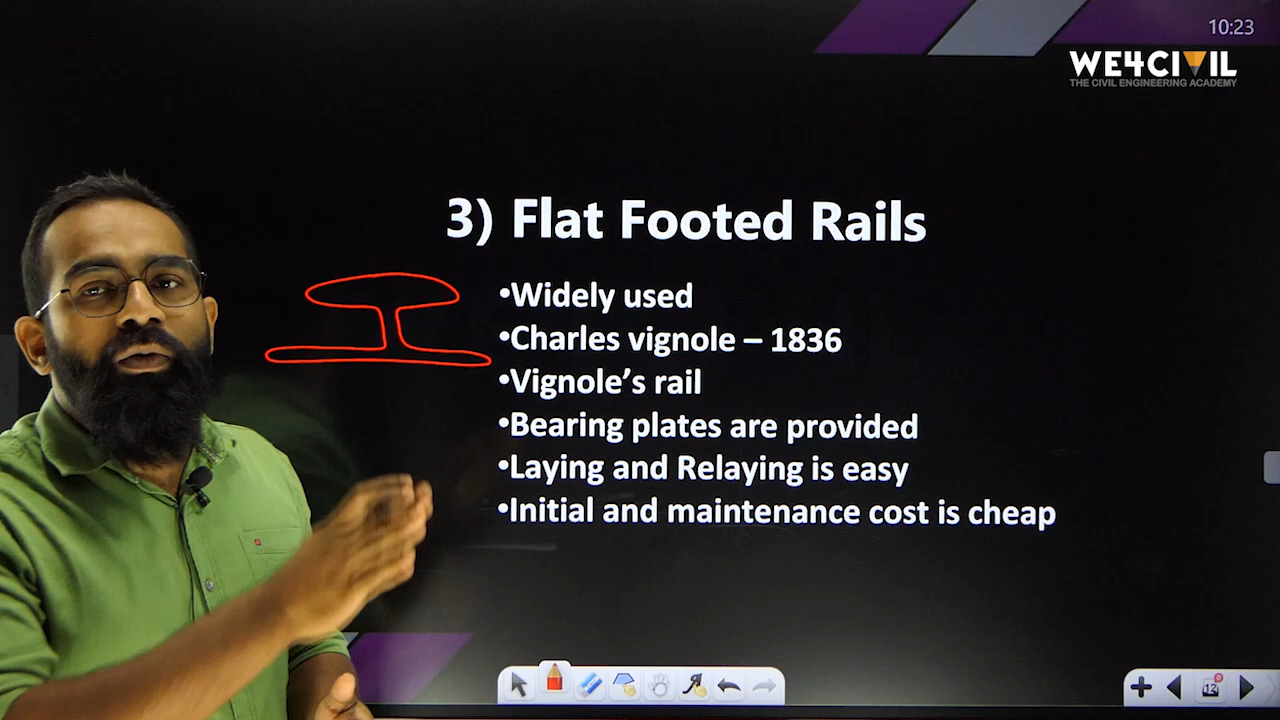 10:23
WE4CIVIL
THE CIVIL ENGINEERING ACADEMY
3) Flat Footed Rails
•Widely used
•Charles vignole – 1836
•Vignole’s rail
•Bearing plates are provided
•Laying and Relaying is easy
•Initial and maintenance cost is cheap
12